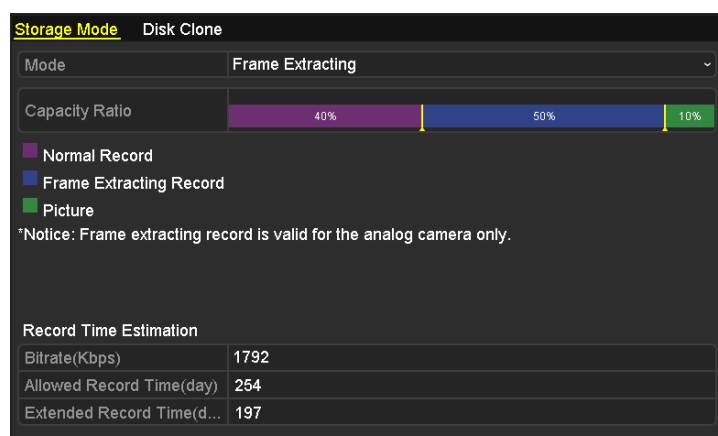 Storage Mode Disk Clone
Mode Frame Extracting
Capacity Ratio 40% 50% 10%
Normal Record
Frame Extracting Record
Picture
*Notice: Frame extracting record is valid for the analog camera only.
Record Time Estimation
Bitrate(Kbps) 1792
Allowed Record Time(day) 254
Extended Record Time(d... 197